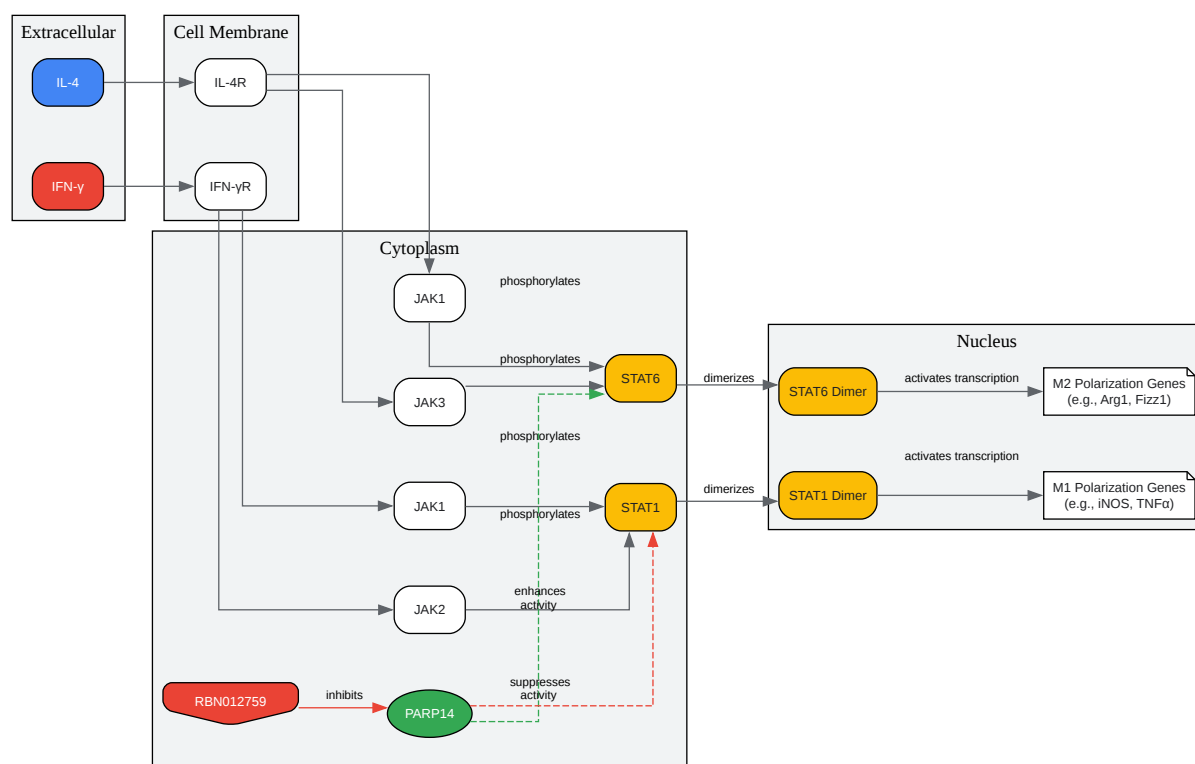 Extracellular
Cell Membrane
IL-4
IL-4R
IFN-γ
IFN-γR
Cytoplasm
JAK1
phosphorylates
phosphorylates
STAT6
JAK3
phosphorylates
JAK1
phosphorylates
STAT1
JAK2
enhances
activity
suppresses
activity
RBN012759
inhibits
PARP14
dimerizes
dimerizes
Nucleus
STAT6 Dimer
activates transcription
M2 Polarization Genes
(e.g., Arg1, Fizz1)
activates transcription
STAT1 Dimer
M1 Polarization Genes
(e.g., iNOS, TNFα)